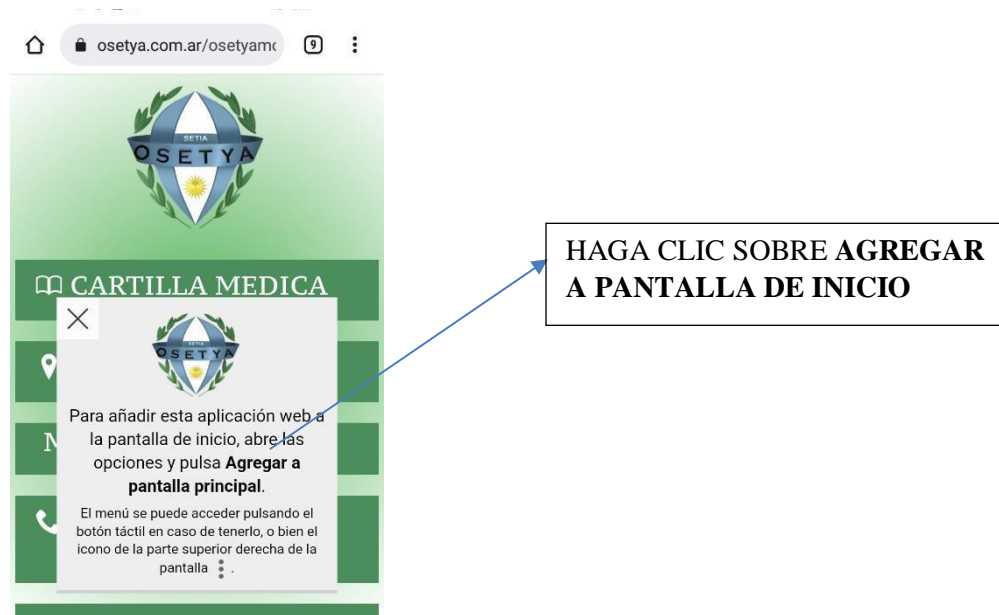 osetya.com.ar/osetyamo
9
SETIA
OSETYA
CARTILLA MEDICA
SETIA
OSETYA
Para añadir esta aplicación web a
la pantalla de inicio, abre las
opciones y pulsa Agregar a
pantalla principal.
El menú se puede acceder pulsando el
botón táctil en caso de tenerlo, o bien el
icono de la parte superior derecha de la
pantalla ⋮ .
M
HAGA CLIC SOBRE AGREGAR
A PANTALLA DE INICIO